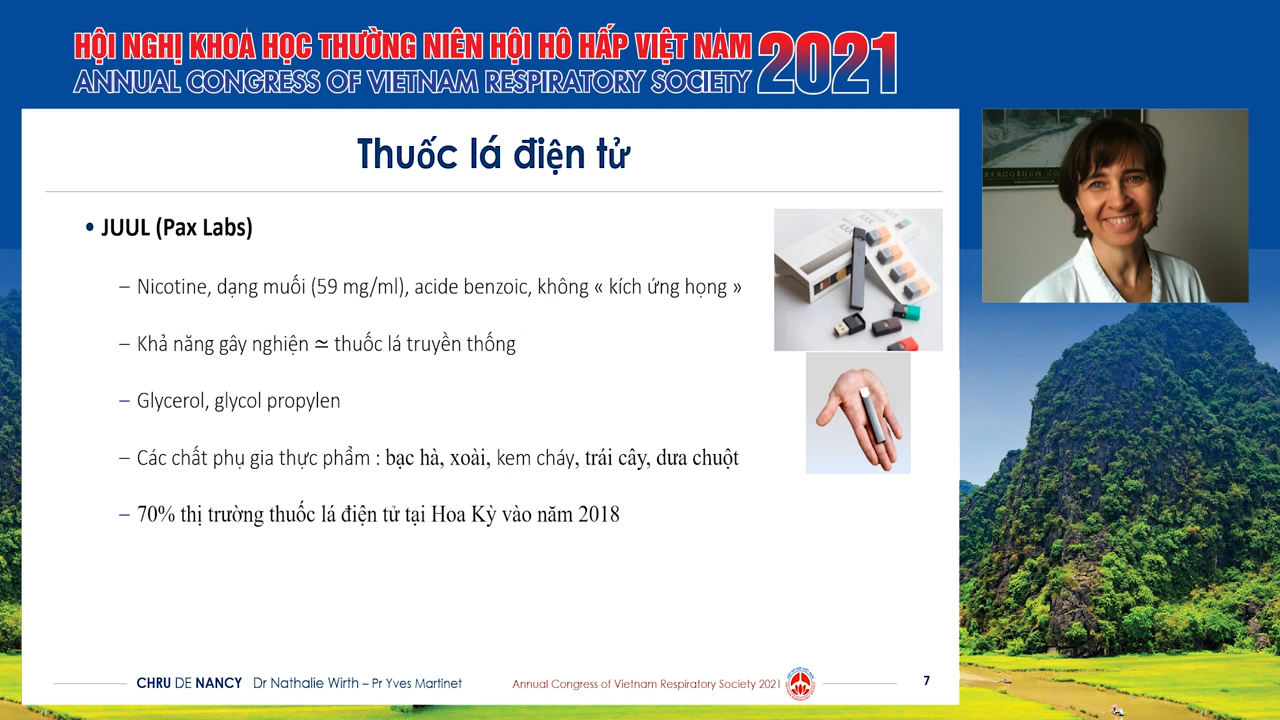 HỘI NGHỊ KHOA HỌC THƯỜNG NIÊN HỘI HÔ HẤP VIỆT NAM 2021
ANNUAL CONGRESS OF VIETNAM RESPIRATORY SOCIETY
Thuốc lá điện tử
• JUUL (Pax Labs)
– Nicotine, dạng muối (59 mg/ml), acide benzoic, không « kích ứng họng »
– Khả năng gây nghiện ≃ thuốc lá truyền thống
– Glycerol, glycol propylen
– Các chất phụ gia thực phẩm : bạc hà, xoài, kem cháy, trái cây, dưa chuột
– 70% thị trường thuốc lá điện tử tại Hoa Kỳ vào năm 2018
JUUL
CHRU DE NANCY Dr Nathalie Wirth – Pr Yves Martinet
Annual Congress of Vietnam Respiratory Society 2021
7